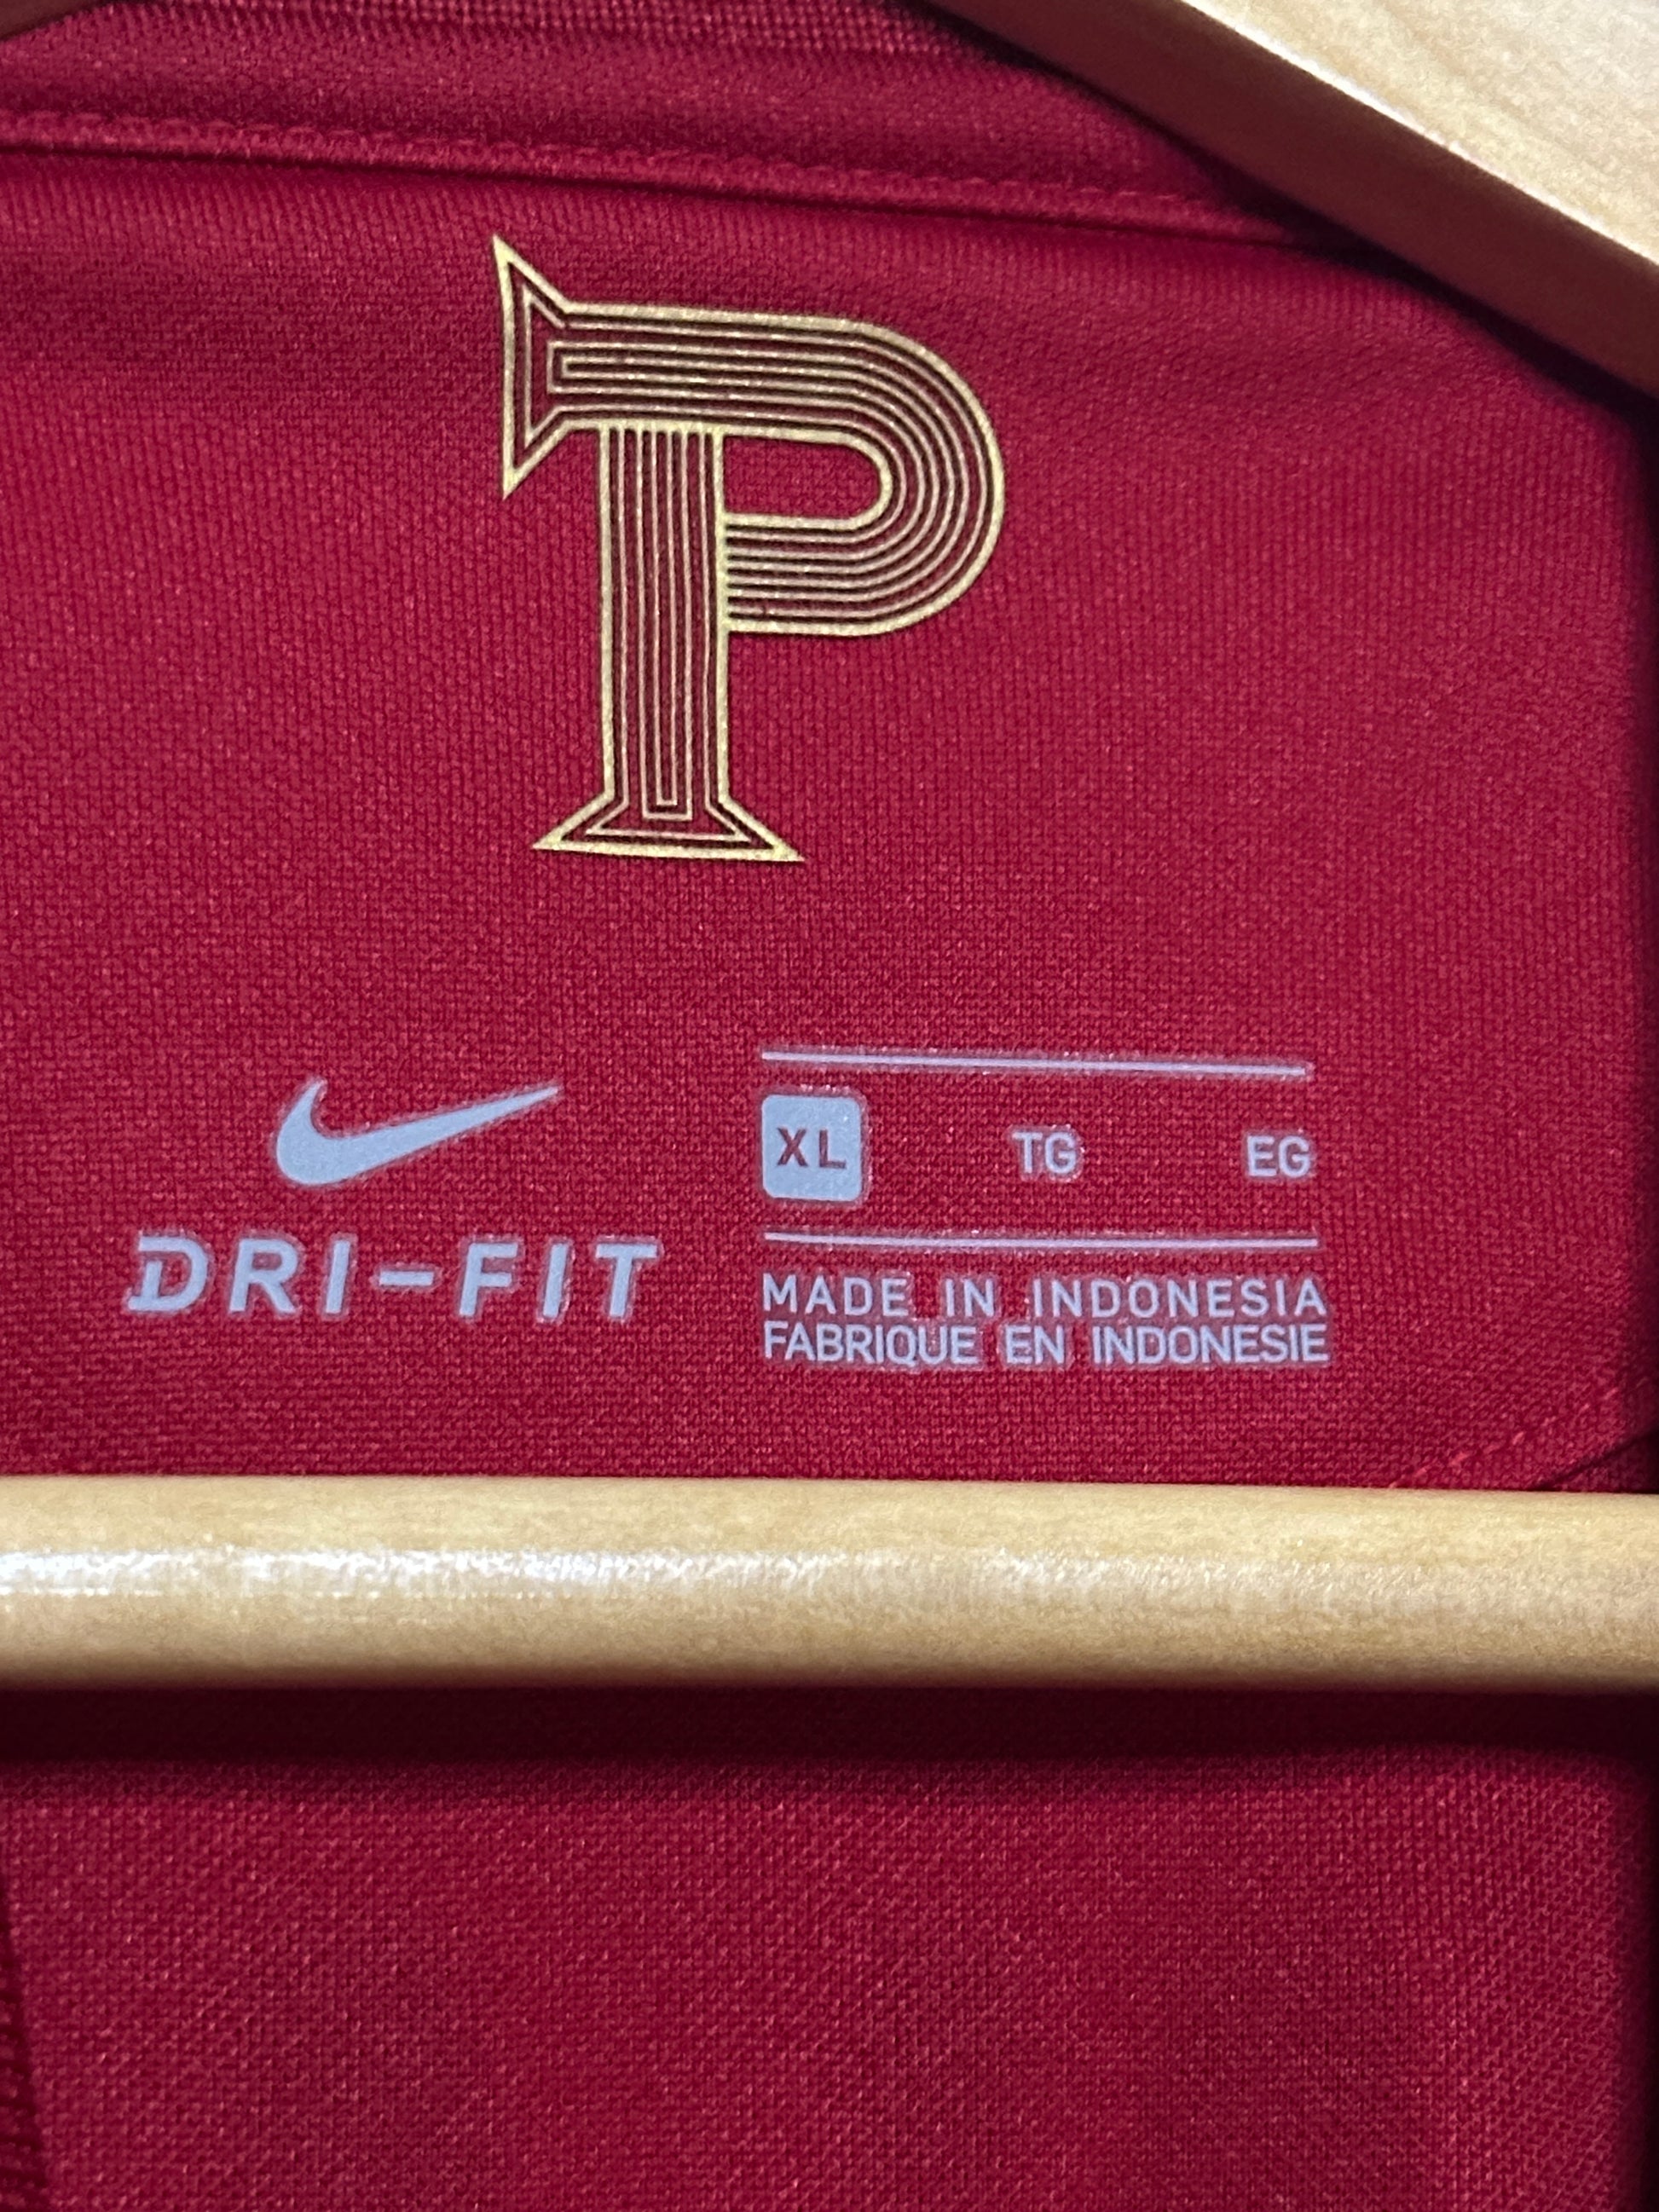 P
DRI-FIT
XL TG EG
MADE IN INDONESIA
FABRIQUE EN INDONESIE